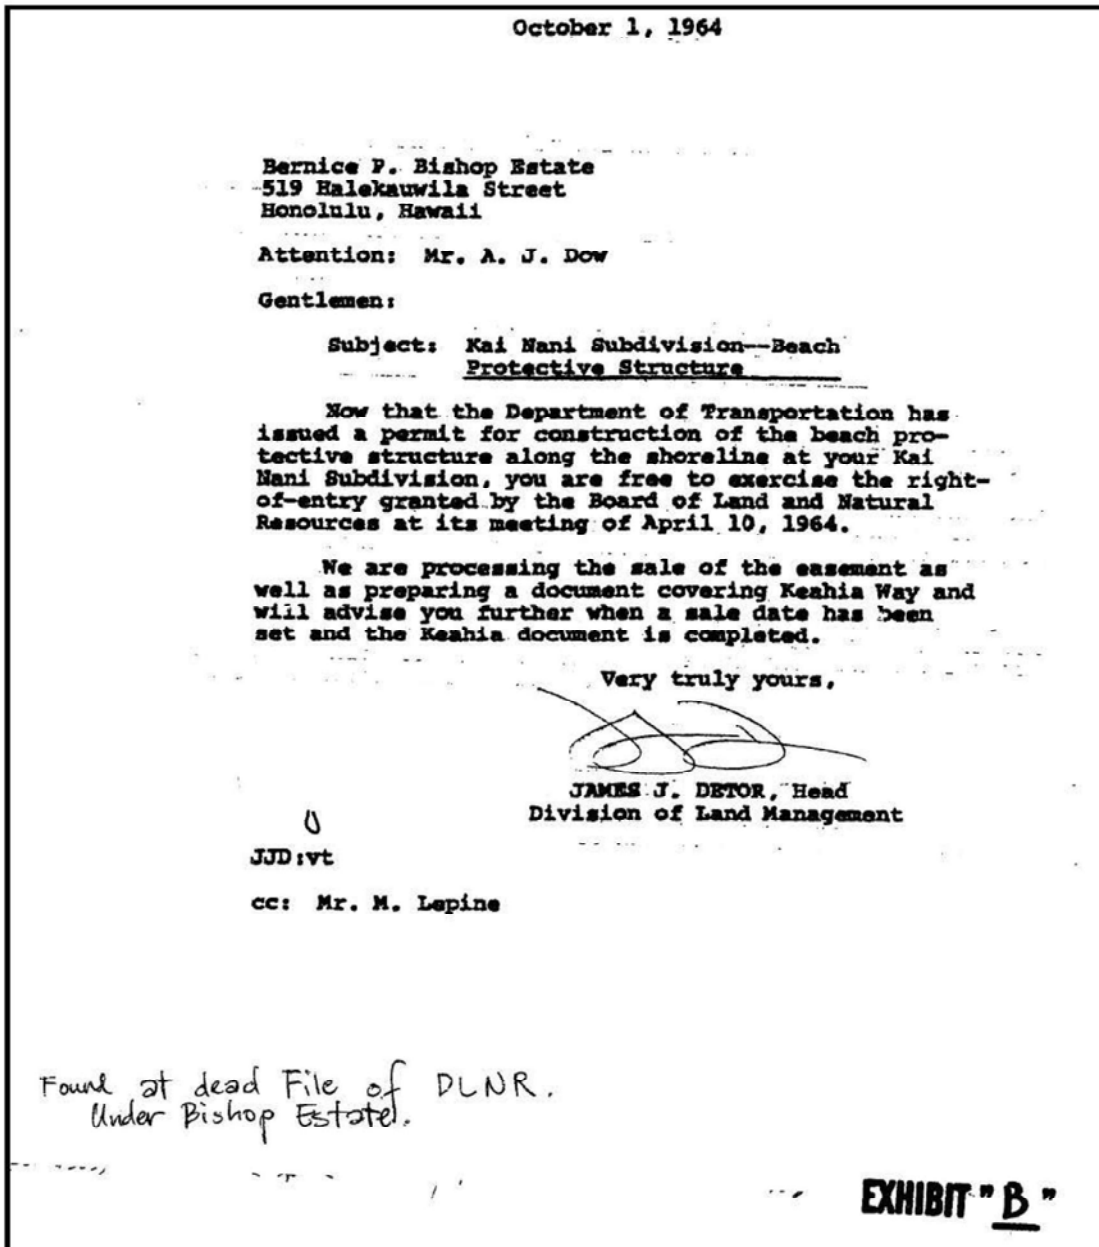 October 1, 1964
Bernice P. Bishop Estate
519 Halekauwila Street
Honolulu, Hawaii
Attention: Mr. A. J. Dow
Gentlemen:
Subject: Kai Nani Subdivision--Beach
Protective Structure
Now that the Department of Transportation has
issued a permit for construction of the beach pro-
tective structure along the shoreline at your Kai
Nani Subdivision, you are free to exercise the right-
of-entry granted by the Board of Land and Natural
Resources at its meeting of April 10, 1964.
We are processing the sale of the easement as
well as preparing a document covering Keahia Way and
will advise you further when a sale date has been
set and the Keahia document is completed.
Very truly yours,
JAMES J. DETOR, Head
Division of Land Management
JJD:vt
cc: Mr. M. Lepine
Found at dead File of DLNR.
Under Bishop Estate.
EXHIBIT "B"